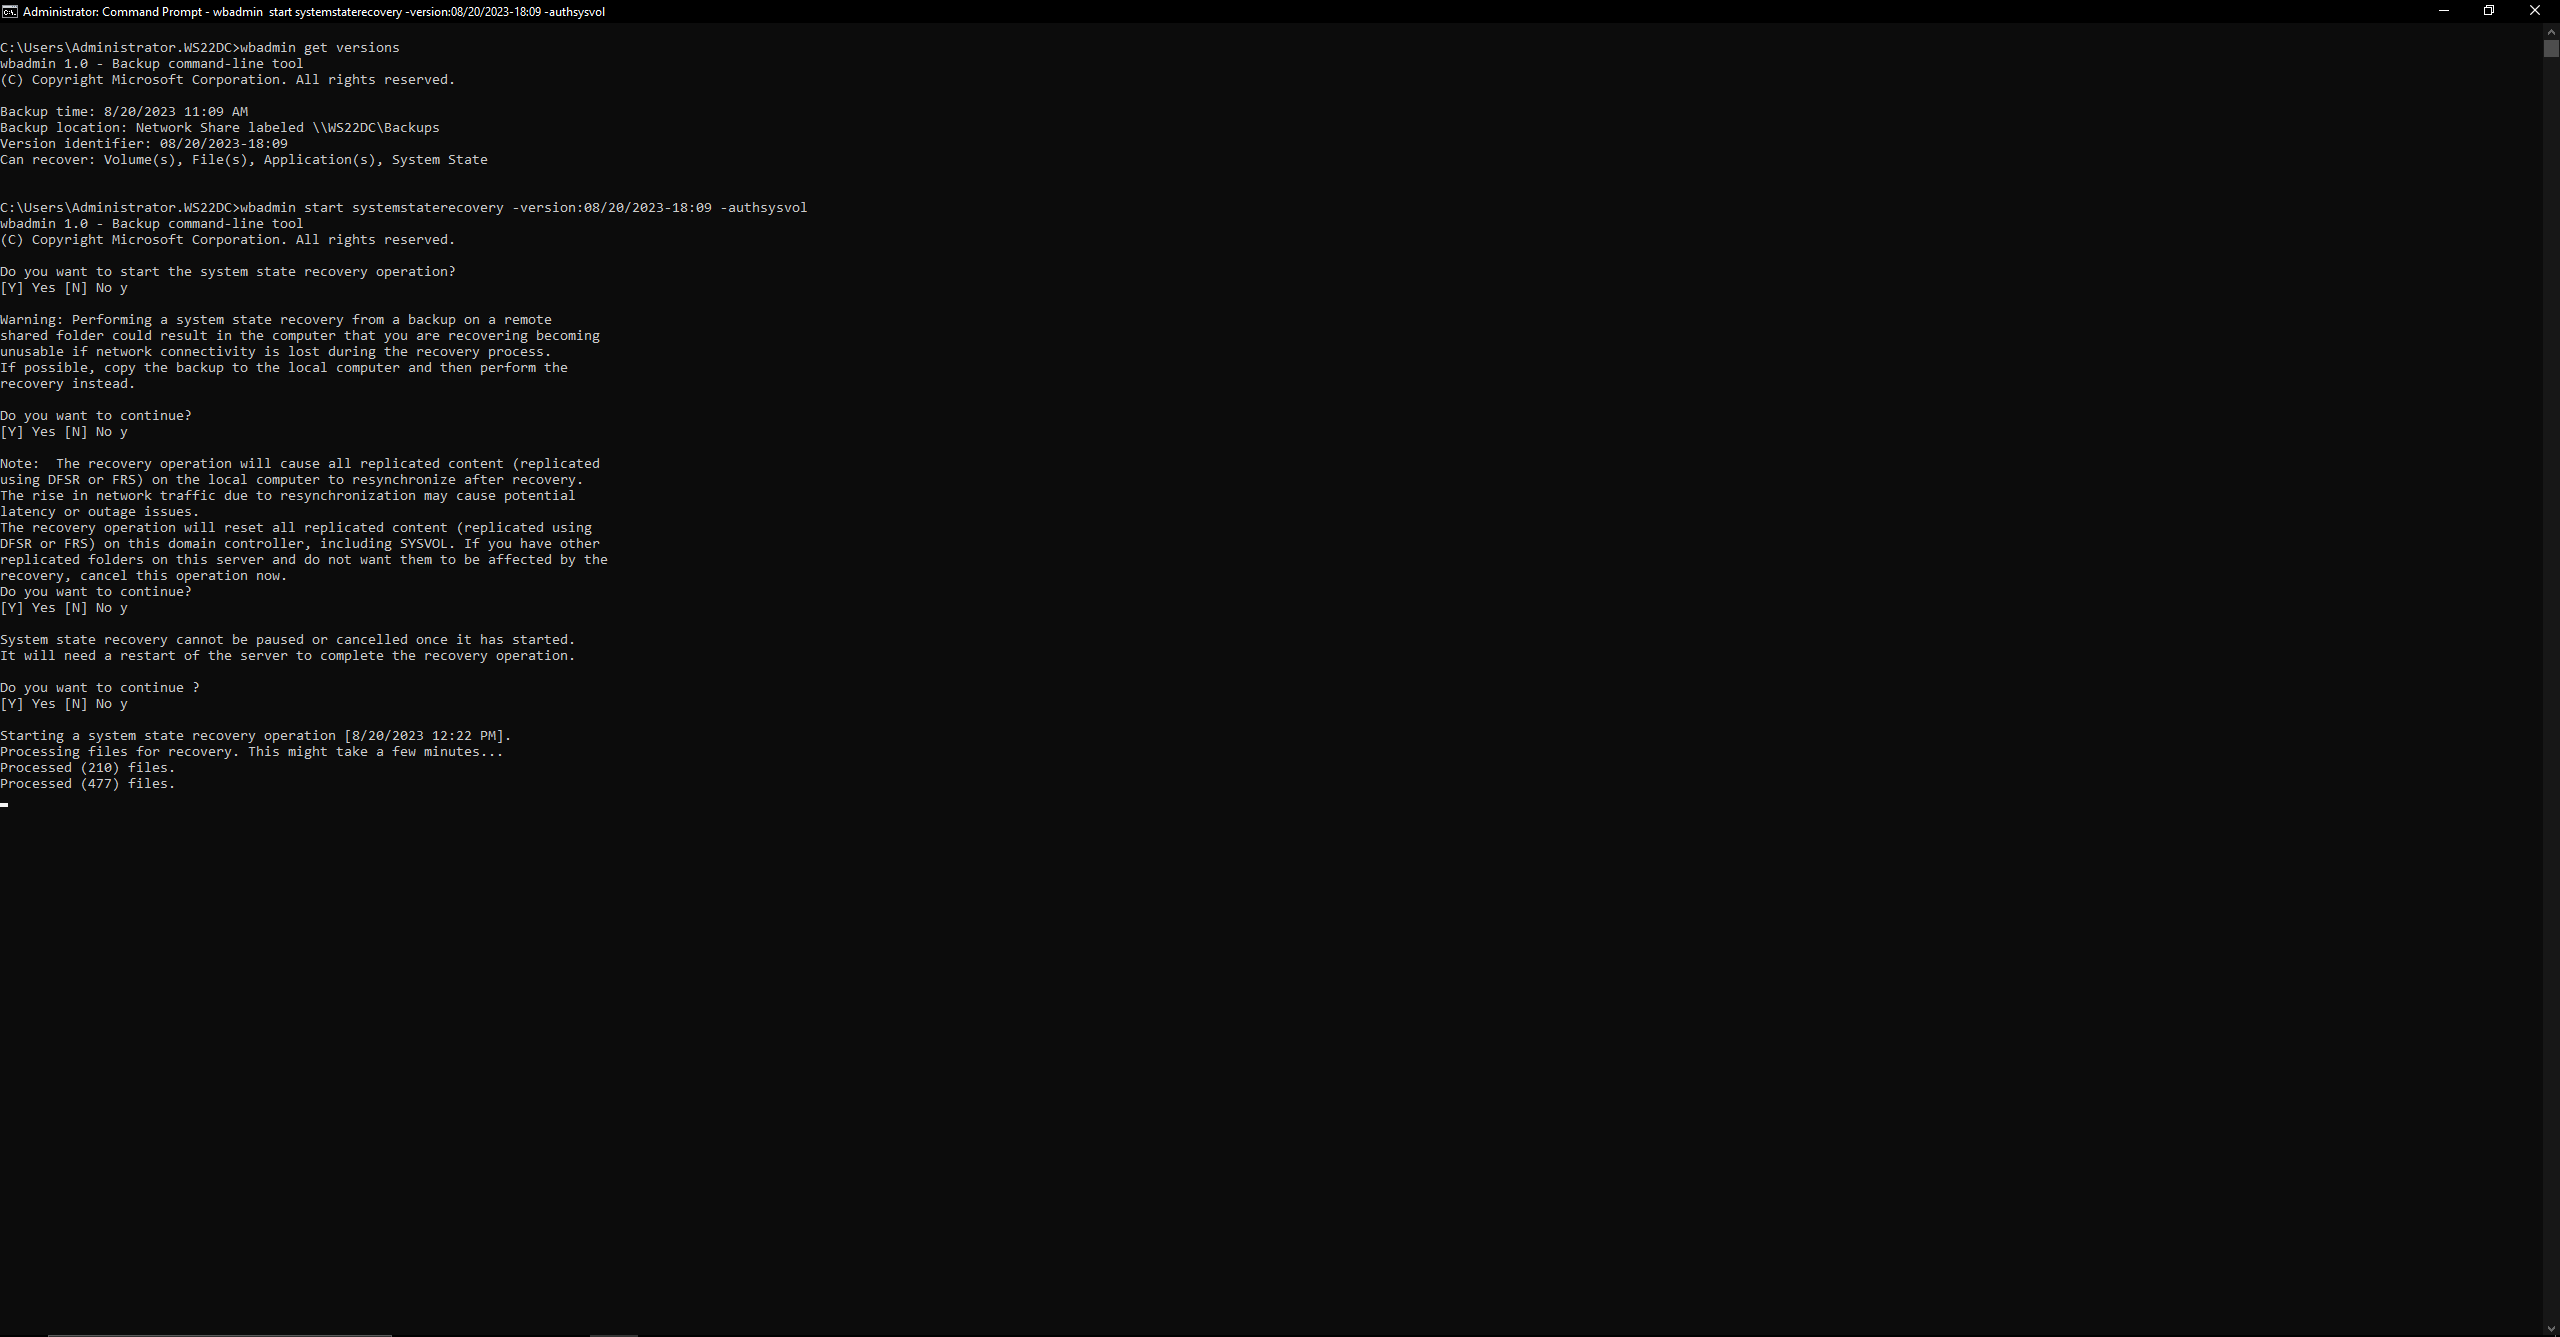 Administrator: Command Prompt - wbadmin  start systemstaterecovery -version:08/20/2023-18:09 -authsysvol
C:\Users\Administrator.WS22DC>wbadmin get versions
wbadmin 1.0 - Backup command-line tool
(C) Copyright Microsoft Corporation. All rights reserved.
Backup time: 8/20/2023 11:09 AM
Backup location: Network Share labeled \\WS22DC\Backups
Version identifier: 08/20/2023-18:09
Can recover: Volume(s), File(s), Application(s), System State
C:\Users\Administrator.WS22DC>wbadmin start systemstaterecovery -version:08/20/2023-18:09 -authsysvol
wbadmin 1.0 - Backup command-line tool
(C) Copyright Microsoft Corporation. All rights reserved.
Do you want to start the system state recovery operation?
[Y] Yes [N] No y
Warning: Performing a system state recovery from a backup on a remote
shared folder could result in the computer that you are recovering becoming
unusable if network connectivity is lost during the recovery process.
If possible, copy the backup to the local computer and then perform the
recovery instead.
Do you want to continue?
[Y] Yes [N] No y
Note:  The recovery operation will cause all replicated content (replicated
using DFSR or FRS) on the local computer to resynchronize after recovery.
The rise in network traffic due to resynchronization may cause potential
latency or outage issues.
The recovery operation will reset all replicated content (replicated using
DFSR or FRS) on this domain controller, including SYSVOL. If you have other
replicated folders on this server and do not want them to be affected by the
recovery, cancel this operation now.
Do you want to continue?
[Y] Yes [N] No y
System state recovery cannot be paused or cancelled once it has started.
It will need a restart of the server to complete the recovery operation.
Do you want to continue ?
[Y] Yes [N] No y
Starting a system state recovery operation [8/20/2023 12:22 PM].
Processing files for recovery. This might take a few minutes...
Processed (210) files.
Processed (477) files.